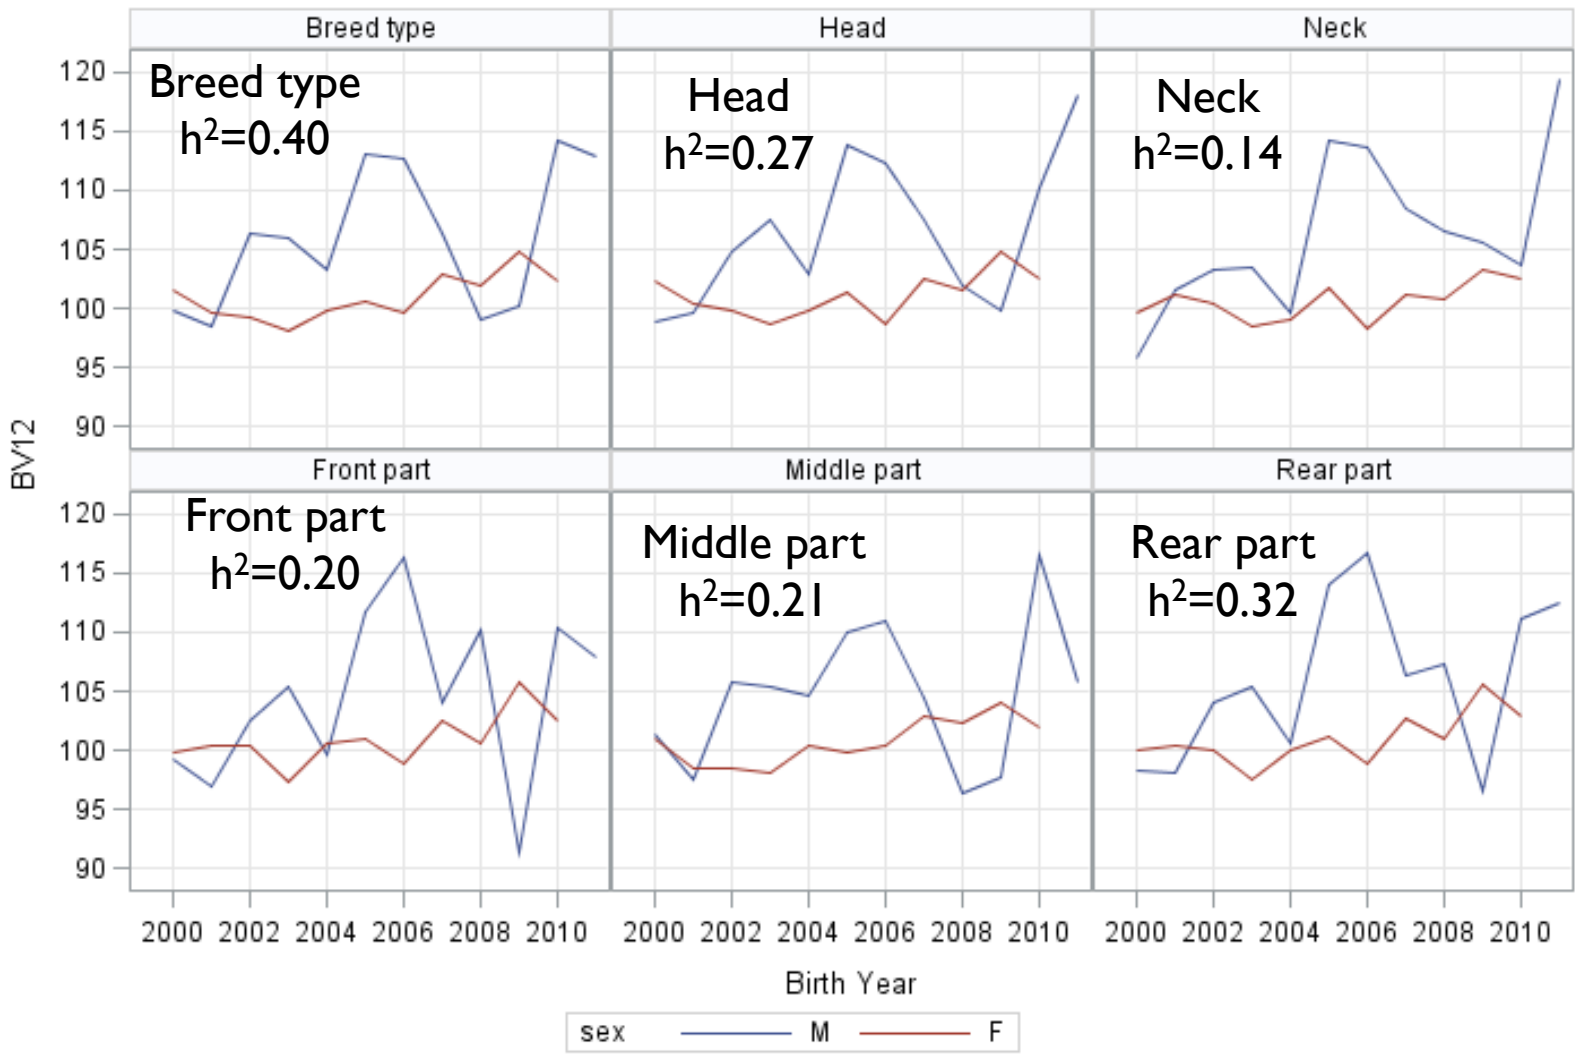 Breed type
Head
Neck
120
115
110
105
100
95
90
Breed type
h²=0.40
Head
h²=0.27
Neck
h²=0.14
BV12
Front part
Middle part
Rear part
120
115
110
105
100
95
90
Front part
h²=0.20
Middle part
h²=0.21
Rear part
h²=0.32
2000 2002 2004 2006 2008 2010
2000 2002 2004 2006 2008 2010
2000 2002 2004 2006 2008 2010
Birth Year
sex M F